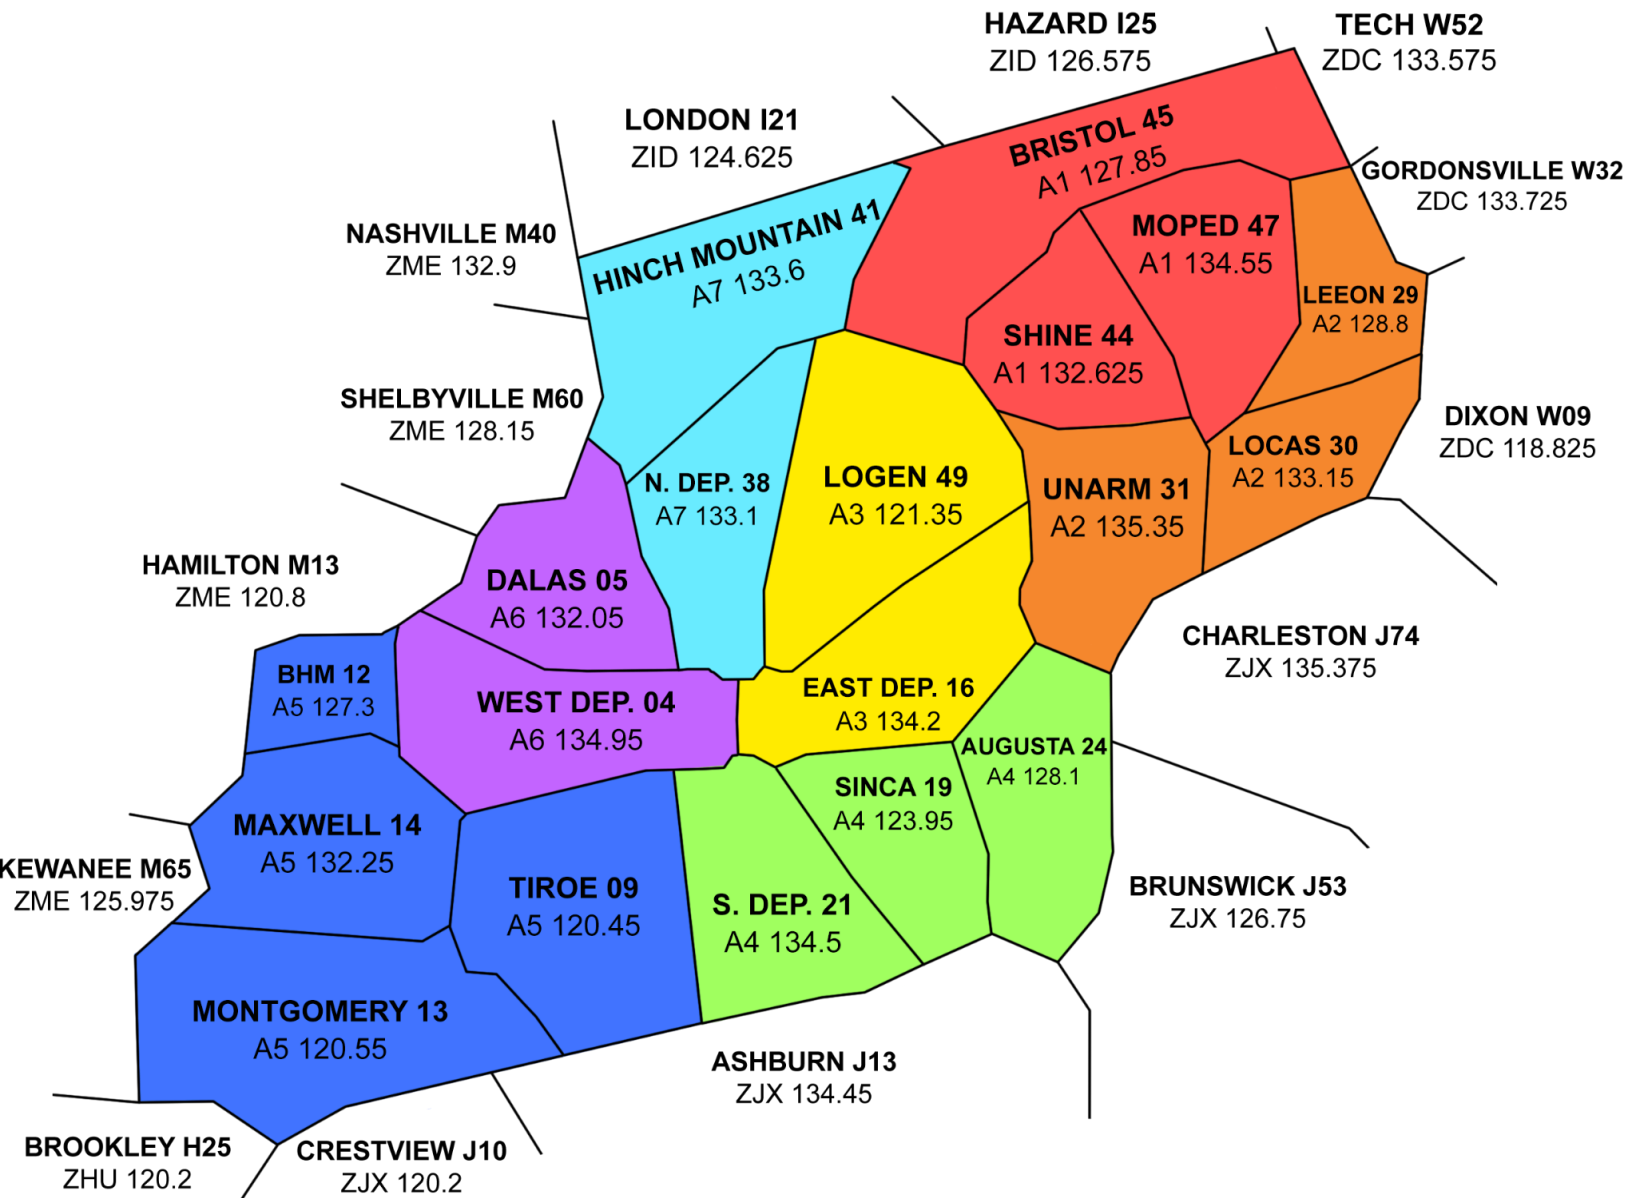 HAZARD I25
ZID 126.575
TECH W52
ZDC 133.575
LONDON I21
ZID 124.625
BRISTOL 45
A1 127.85
GORDONSVILLE W32
ZDC 133.725
NASHVILLE M40
ZME 132.9
HINCH MOUNTAIN 41
A7 133.6
MOPED 47
A1 134.55
LEEON 29
A2 128.8
SHINE 44
A1 132.625
SHELBYVILLE M60
ZME 128.15
DIXON W09
ZDC 118.825
N. DEP. 38
A7 133.1
LOGEN 49
A3 121.35
UNARM 31
A2 135.35
LOCAS 30
A2 133.15
HAMILTON M13
ZME 120.8
DALAS 05
A6 132.05
CHARLESTON J74
ZJX 135.375
BHM 12
A5 127.3
WEST DEP. 04
A6 134.95
EAST DEP. 16
A3 134.2
AUGUSTA 24
A4 128.1
SINCA 19
A4 123.95
MAXWELL 14
A5 132.25
KEWANEE M65
ZME 125.975
TIROE 09
A5 120.45
S. DEP. 21
A4 134.5
BRUNSWICK J53
ZJX 126.75
MONTGOMERY 13
A5 120.55
ASHBURN J13
ZJX 134.45
BROOKLEY H25
ZHU 120.2
CRESTVIEW J10
ZJX 120.2